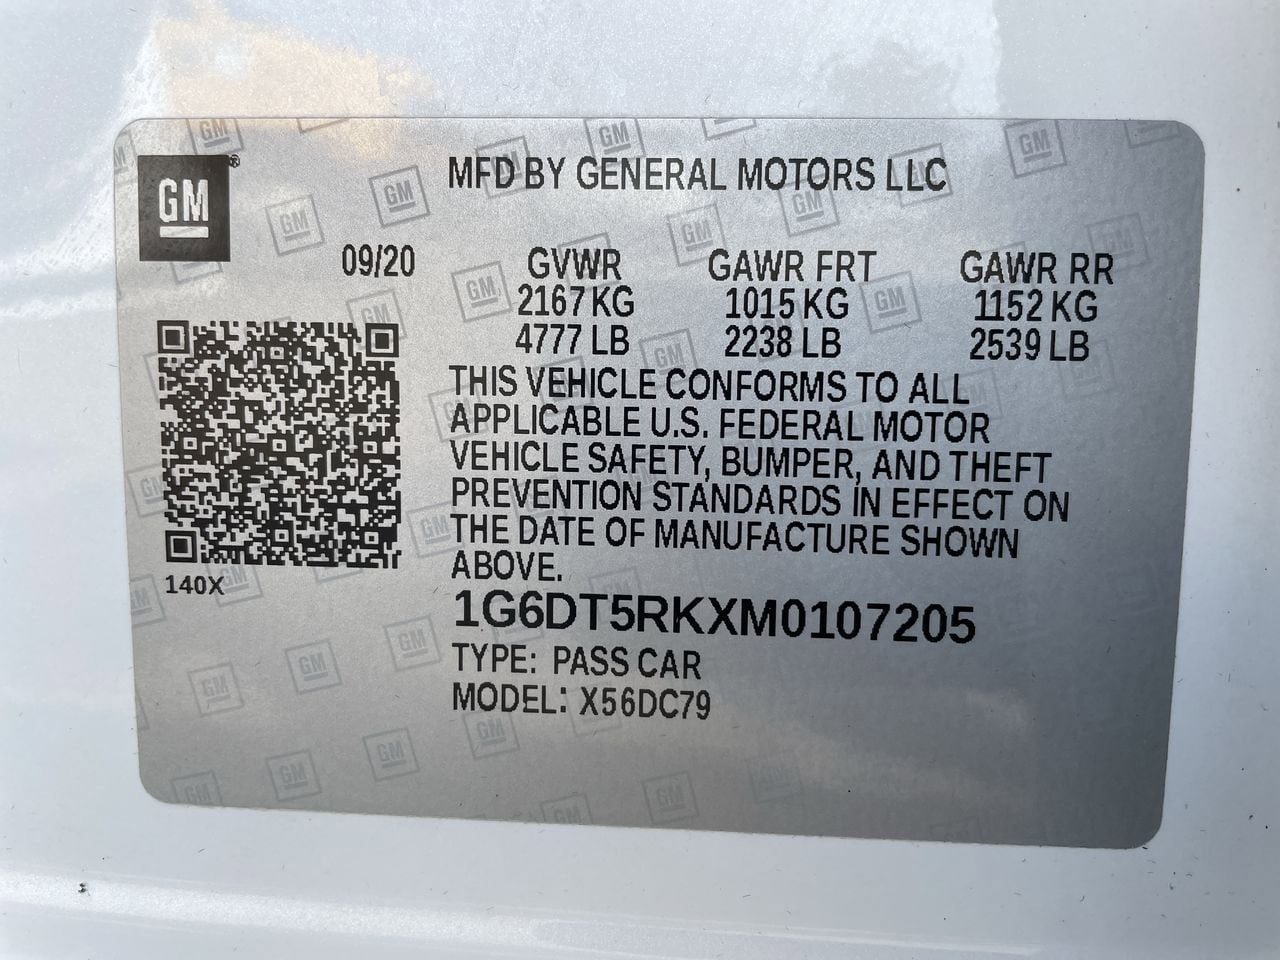 GM
MFD BY GENERAL MOTORS LLC
09/20
GVWR GAWR FRT GAWR RR
2167 KG 1015 KG 1152 KG
4777 LB 2238 LB 2539 LB
THIS VEHICLE CONFORMS TO ALL
APPLICABLE U.S. FEDERAL MOTOR
VEHICLE SAFETY, BUMPER, AND THEFT
PREVENTION STANDARDS IN EFFECT ON
THE DATE OF MANUFACTURE SHOWN
ABOVE.
140X
1G6DT5RKXM0107205
TYPE: PASS CAR
MODEL: X56DC79